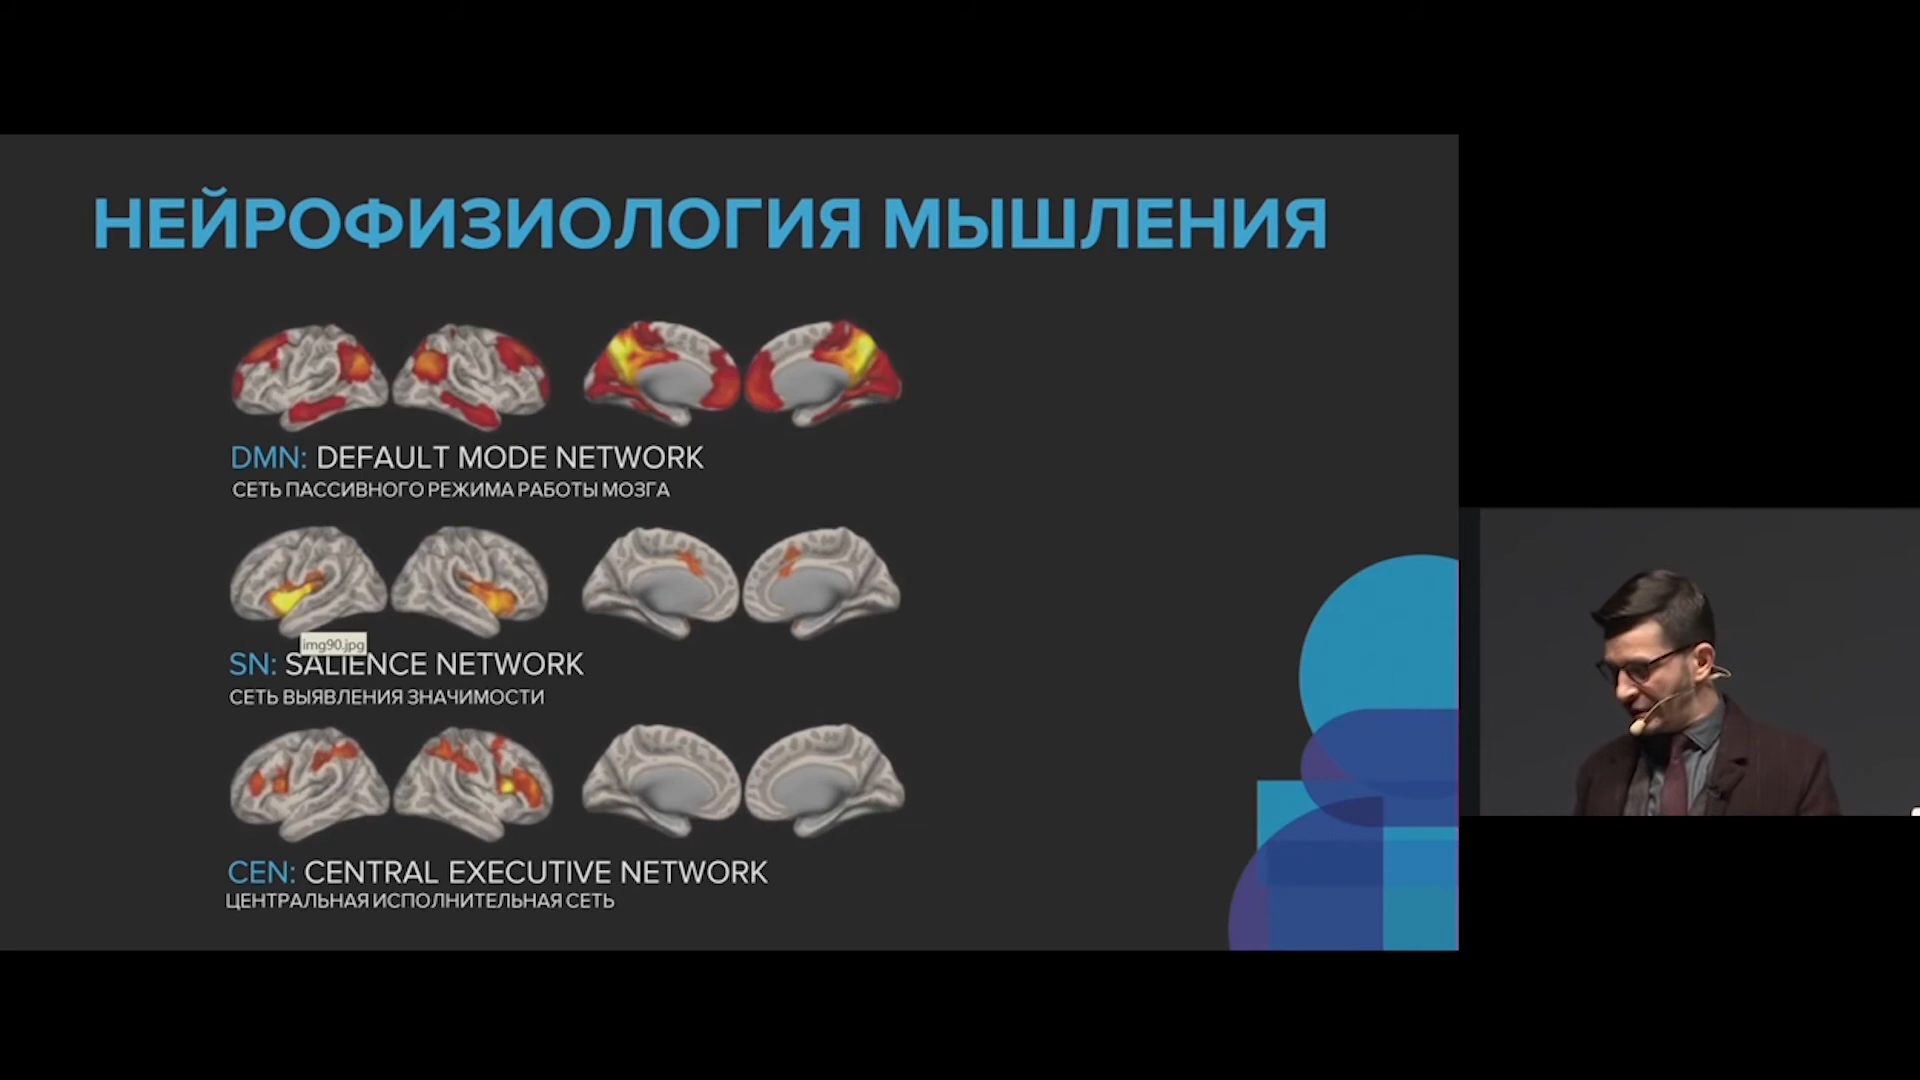 НЕЙРОФИЗИОЛОГИЯ МЫШЛЕНИЯ
DMN: DEFAULT MODE NETWORK
СЕТЬ ПАССИВНОГО РЕЖИМА РАБОТЫ МОЗГА
img90.jpg
SN: SALIENCE NETWORK
СЕТЬ ВЫЯВЛЕНИЯ ЗНАЧИМОСТИ
CEN: CENTRAL EXECUTIVE NETWORK
ЦЕНТРАЛЬНАЯ ИСПОЛНИТЕЛЬНАЯ СЕТЬ